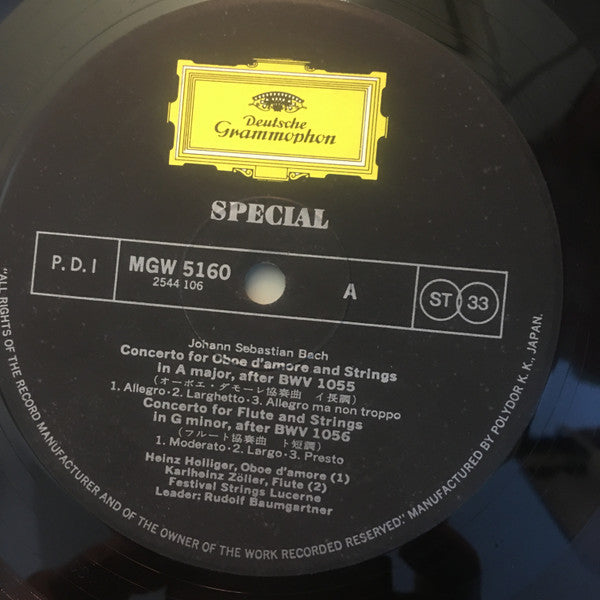 Deutsche
Grammophon
SPECIAL
P. D. I
MGW 5160
2544 106
A
ST 33
Johann Sebastian Bach
Concerto for Oboe d'amore and Strings
in A major, after BWV 1055
(オーボエ・ダモーレ協奏曲 イ長調)
1. Allegro・2. Larghetto・3. Allegro ma non troppo
Concerto for Flute and Strings
in G minor, after BWV 1056
(フルート協奏曲 ト短調)
1. Moderato・2. Largo・3. Presto
Heinz Holliger, Oboe d'amore (1)
Karlheinz Zöller, Flute (2)
Festival Strings Lucerne
Leader: Rudolf Baumgartner
"ALL RIGHTS OF THE RECORD MANUFACTURER AND OF THE OWNER OF THE WORK RECORDED RESERVED." MANUFACTURED BY POLYDOR K. K., JAPAN.